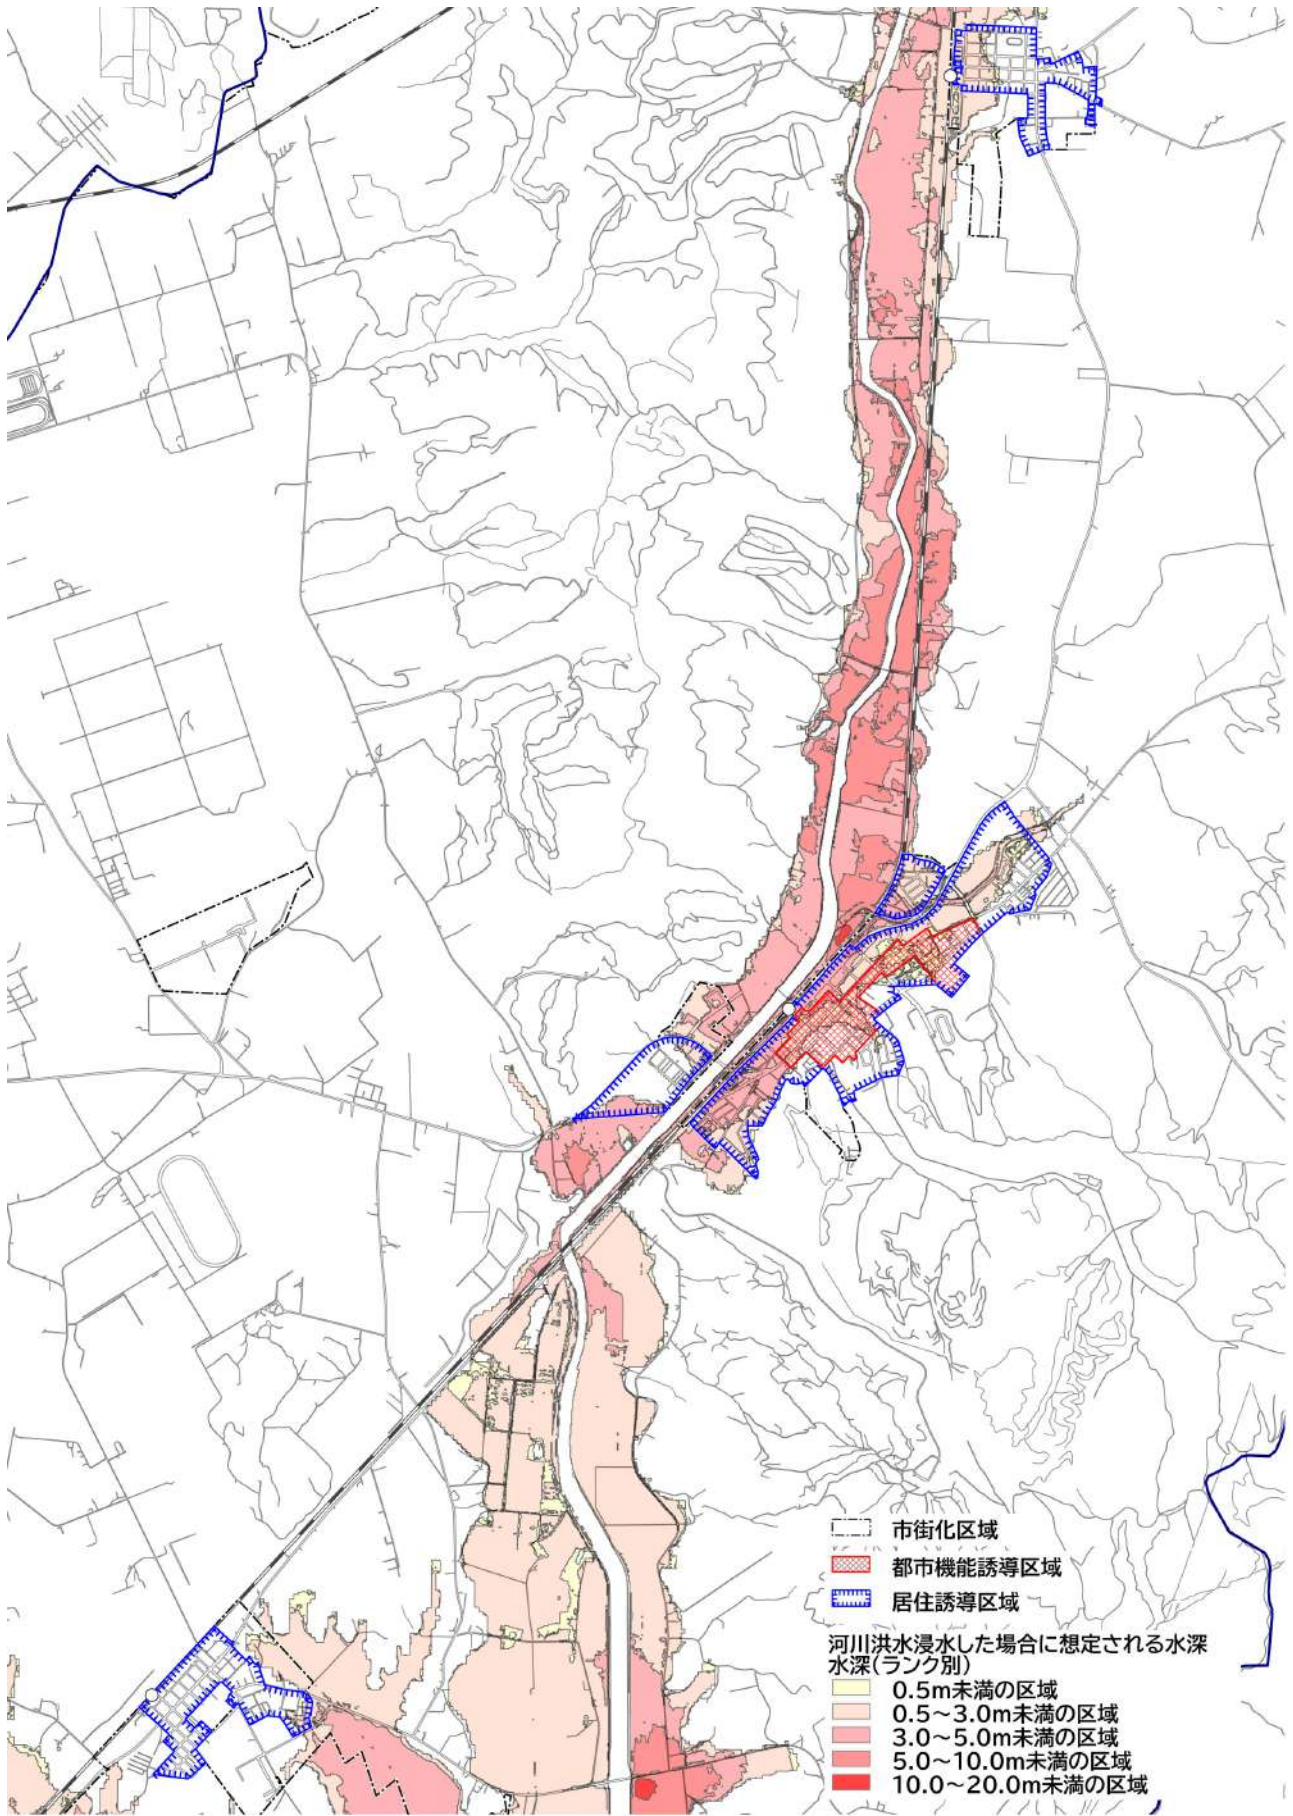 市街化区域
都市機能誘導区域
居住誘導区域
河川洪水浸水した場合に想定される水深
水深(ランク別)
0.5m未満の区域
0.5～3.0m未満の区域
3.0～5.0m未満の区域
5.0～10.0m未満の区域
10.0～20.0m未満の区域